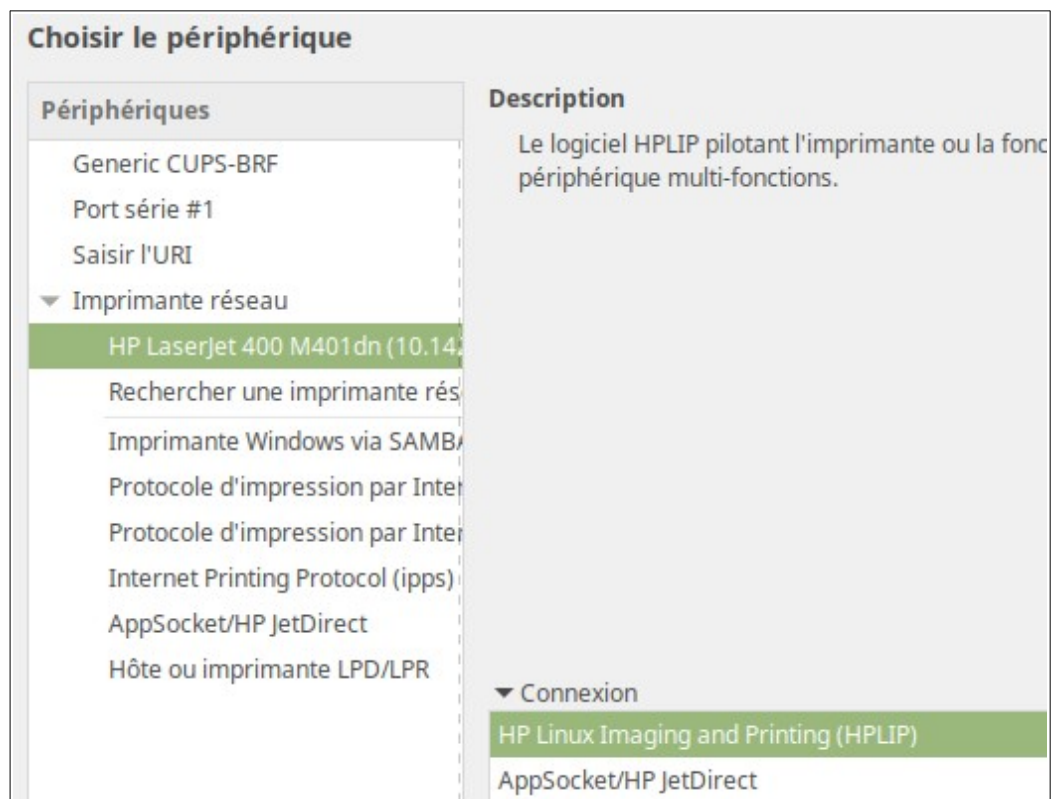 Choisir le périphérique
Périphériques
Generic CUPS-BRF
Port série #1
Saisir l'URI
Imprimante réseau
HP LaserJet 400 M401dn (10.14
Rechercher une imprimante rés
Imprimante Windows via SAMBA
Protocole d'impression par Inter
Protocole d'impression par Inter
Internet Printing Protocol (ipps)
AppSocket/HP JetDirect
Hôte ou imprimante LPD/LPR
Description
Le logiciel HPLIP pilotant l'imprimante ou la fonc
périphérique multi-fonctions.
Connexion
HP Linux Imaging and Printing (HPLIP)
AppSocket/HP JetDirect